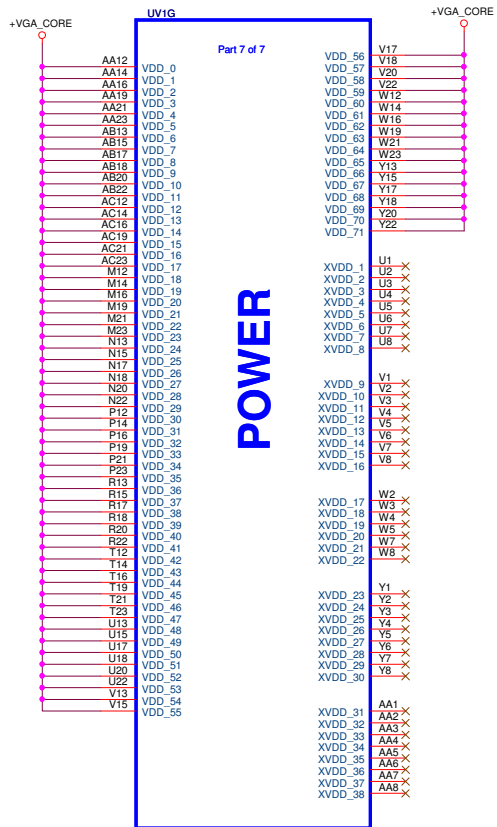 +VGA_CORE
UV1G
+VGA_CORE
Part 7 of 7
POWER
AA12 VDD_0
AA14 VDD_1
AA16 VDD_2
AA19 VDD_3
AA21 VDD_4
AA23 VDD_5
AB13 VDD_6
AB15 VDD_7
AB17 VDD_8
AB18 VDD_9
AB20 VDD_10
AB22 VDD_11
AC12 VDD_12
AC14 VDD_13
AC16 VDD_14
AC19 VDD_15
AC21 VDD_16
AC23 VDD_17
M12 VDD_18
M14 VDD_19
M16 VDD_20
M19 VDD_21
M21 VDD_22
M23 VDD_23
N13 VDD_24
N15 VDD_25
N17 VDD_26
N18 VDD_27
N20 VDD_28
N22 VDD_29
P12 VDD_30
P14 VDD_31
P16 VDD_32
P19 VDD_33
P21 VDD_34
P23 VDD_35
R13 VDD_36
R15 VDD_37
R17 VDD_38
R18 VDD_39
R20 VDD_40
R22 VDD_41
T12 VDD_42
T14 VDD_43
T16 VDD_44
T19 VDD_45
T21 VDD_46
T23 VDD_47
U13 VDD_48
U15 VDD_49
U17 VDD_50
U18 VDD_51
U20 VDD_52
U22 VDD_53
V13 VDD_54
V15 VDD_55
VDD_56 V17
VDD_57 V18
VDD_58 V20
VDD_59 V22
VDD_60 W12
VDD_61 W14
VDD_62 W16
VDD_63 W19
VDD_64 W21
VDD_65 W23
VDD_66 Y13
VDD_67 Y15
VDD_68 Y17
VDD_69 Y18
VDD_70 Y20
VDD_71 Y22
XVDD_1 U1
XVDD_2 U2
XVDD_3 U3
XVDD_4 U4
XVDD_5 U5
XVDD_6 U6
XVDD_7 U7
XVDD_8 U8
XVDD_9 V1
XVDD_10 V2
XVDD_11 V3
XVDD_12 V4
XVDD_13 V5
XVDD_14 V6
XVDD_15 V7
XVDD_16 V8
XVDD_17 W2
XVDD_18 W3
XVDD_19 W4
XVDD_20 W5
XVDD_21 W7
XVDD_22 W8
XVDD_23 Y1
XVDD_24 Y2
XVDD_25 Y3
XVDD_26 Y4
XVDD_27 Y5
XVDD_28 Y6
XVDD_29 Y7
XVDD_30 Y8
XVDD_31 AA1
XVDD_32 AA2
XVDD_33 AA3
XVDD_34 AA4
XVDD_35 AA5
XVDD_36 AA6
XVDD_37 AA7
XVDD_38 AA8